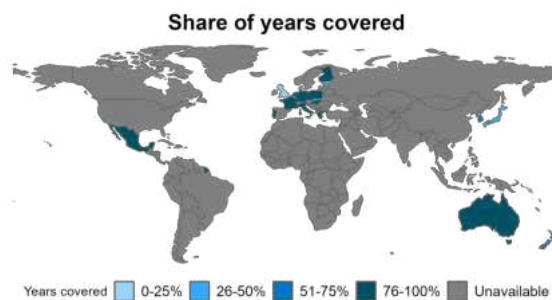 Share of years covered
Years covered 0-25% 26-50% 51-75% 76-100% Unavailable